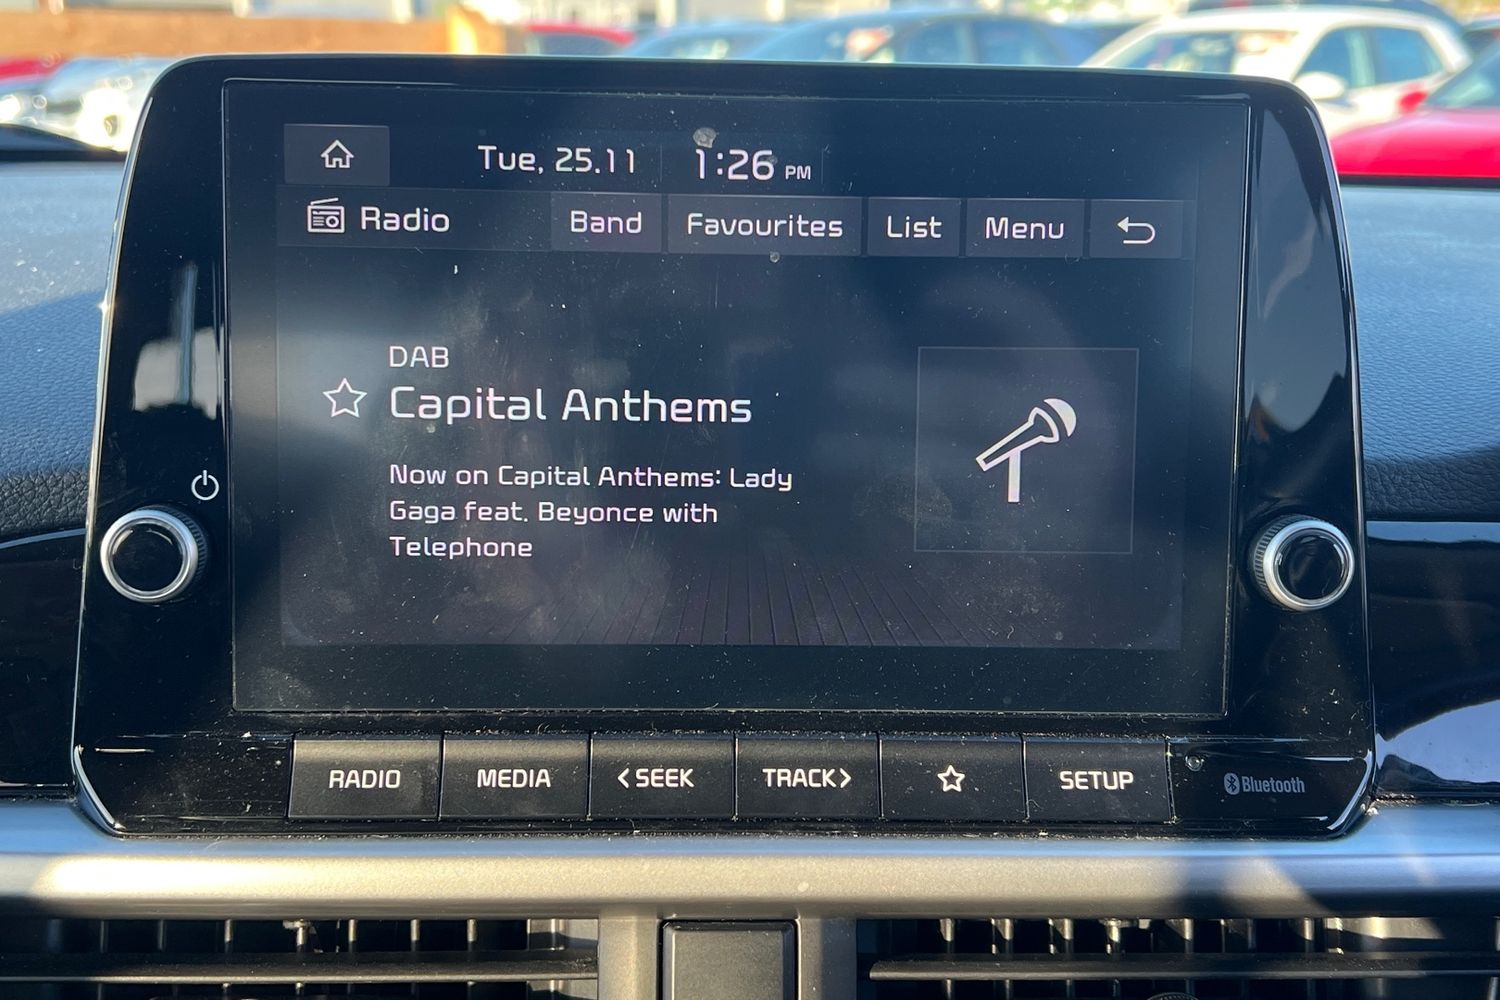 Tue, 25.11 1:26 PM
Radio Band Favourites List Menu
DAB
Capital Anthems
Now on Capital Anthems: Lady
Gaga feat. Beyonce with
Telephone
RADIO MEDIA <SEEK TRACK> SETUP Bluetooth